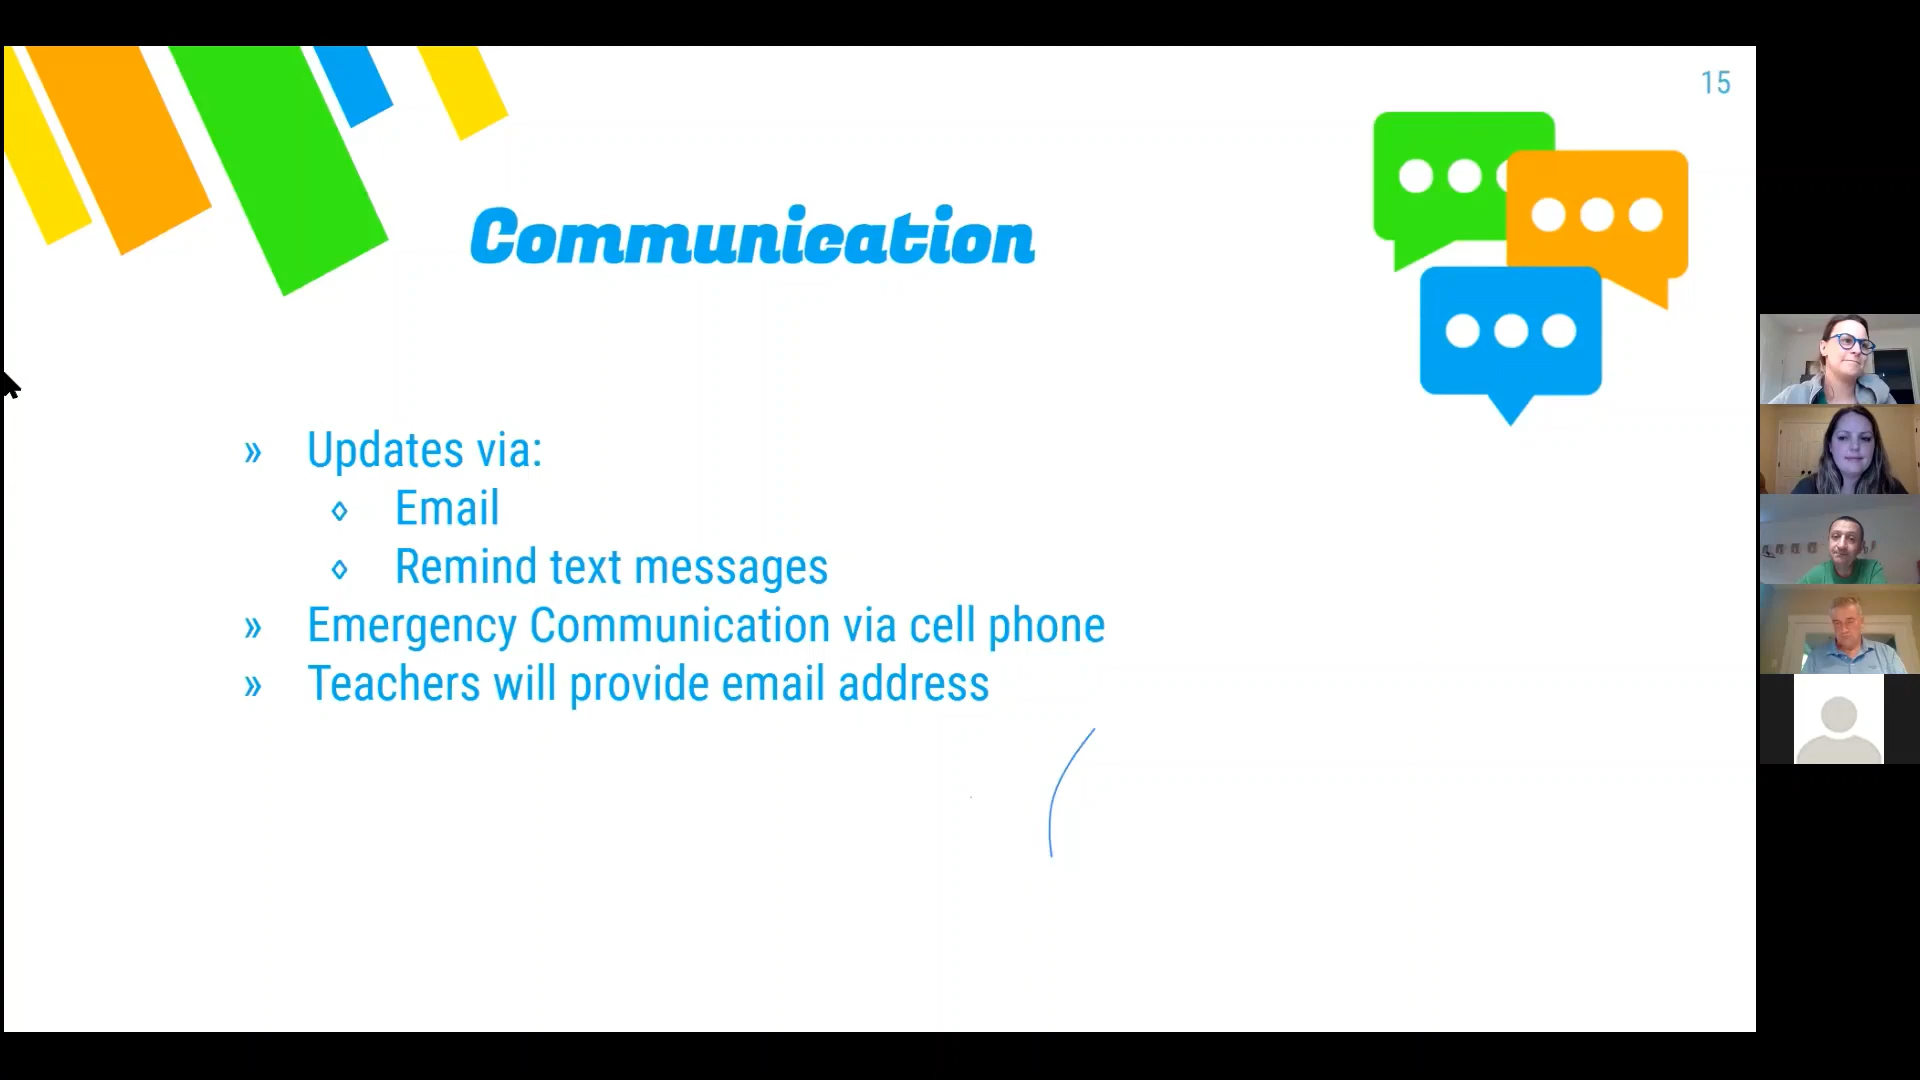 15
Communication
» Updates via:
◊ Email
◊ Remind text messages
» Emergency Communication via cell phone
» Teachers will provide email address